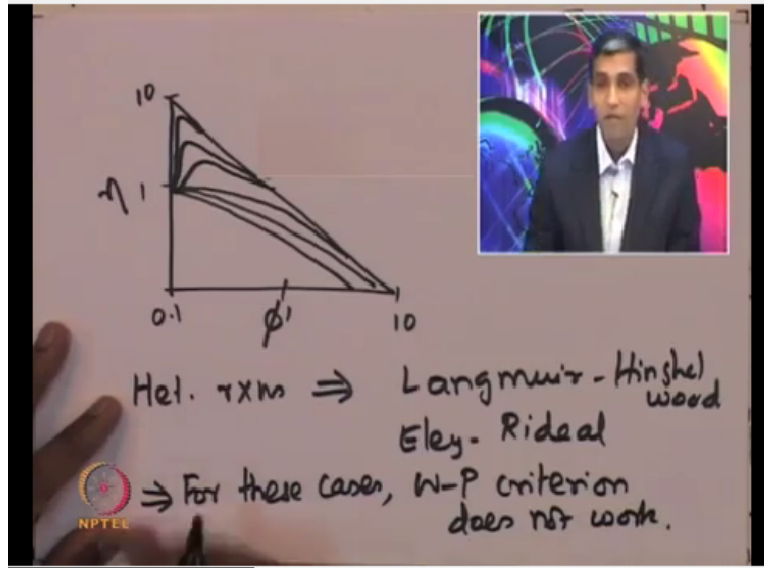 10
η 1
0.1 φ' 10
Het. rxns ⇒ Langmuir - Hinshel
wood
Eley - Rideal
⇒ For these cases, W-P criterion
does not work.
NPTEL